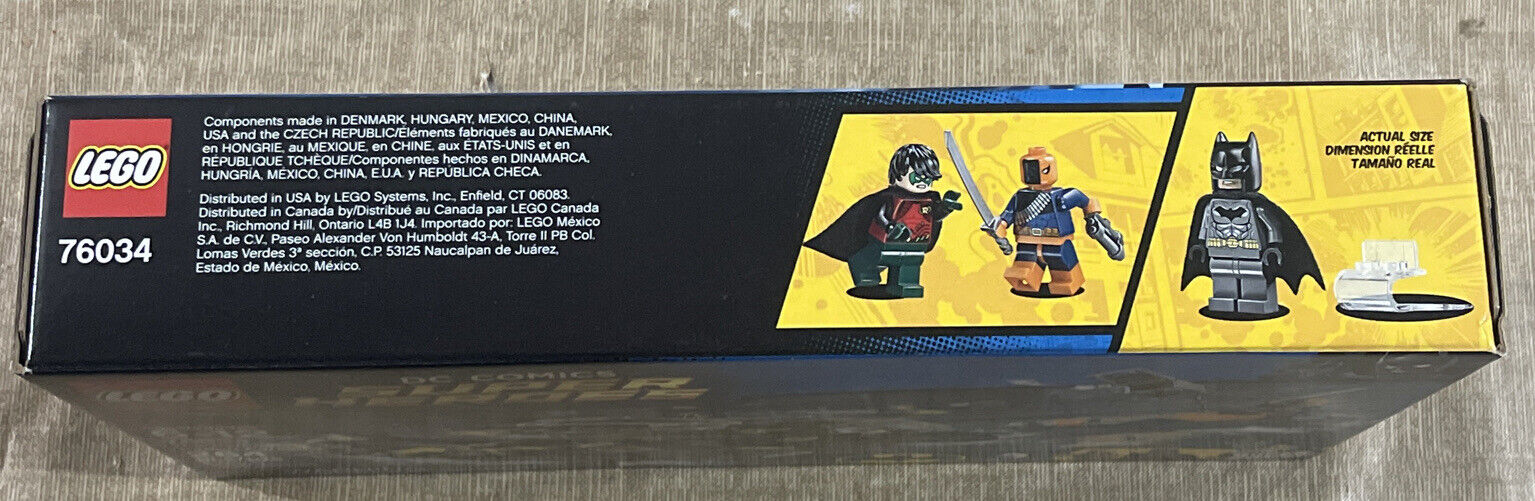 LEGO
76034
Components made in DENMARK, HUNGARY, MEXICO, CHINA,
USA and the CZECH REPUBLIC/Éléments fabriqués au DANEMARK,
en HONGRIE, au MEXIQUE, en CHINE, aux ÉTATS-UNIS et en
RÉPUBLIQUE TCHÈQUE/Componentes hechos en DINAMARCA,
HUNGRÍA, MÉXICO, CHINA, E.U.A. y REPÚBLICA CHECA.
Distributed in USA by LEGO Systems, Inc., Enfield, CT 06083.
Distributed in Canada by/Distribué au Canada par LEGO Canada
Inc., Richmond Hill, Ontario L4B 1J4. Importado por: LEGO México
S.A. de C.V., Paseo Alexander Von Humboldt 43-A, Torre II PB Col.
Lomas Verdes 3ª sección, C.P. 53125 Naucalpan de Juárez,
Estado de México, México.
ACTUAL SIZE
DIMENSION RÉELLE
TAMAÑO REAL
LEGO
DC COMICS
SUPER
HEROES